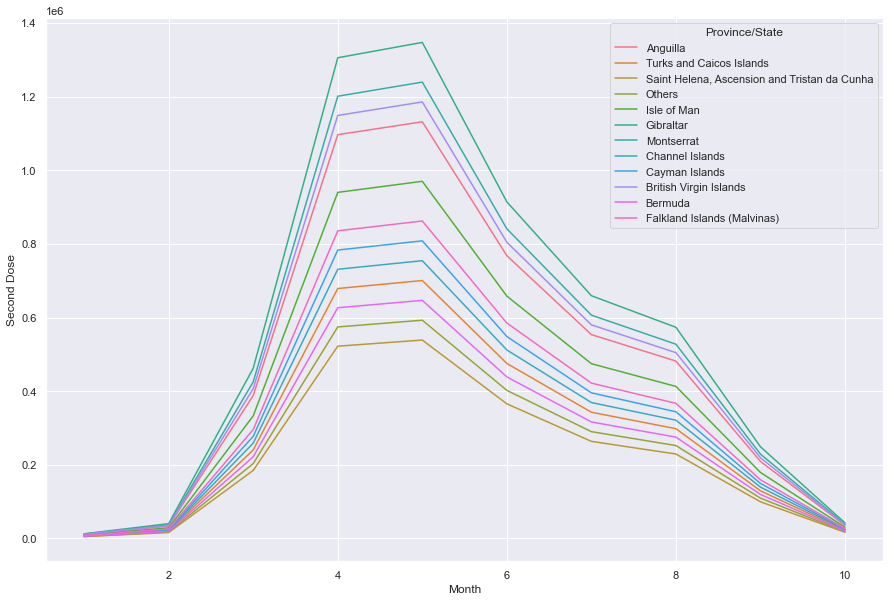 1e6
1.4
1.2
1.0
0.8
0.6
0.4
0.2
0.0
Second Dose
2
4
6
8
10
Month
Province/State
Anguilla
Turks and Caicos Islands
Saint Helena, Ascension and Tristan da Cunha
Others
Isle of Man
Gibraltar
Montserrat
Channel Islands
Cayman Islands
British Virgin Islands
Bermuda
Falkland Islands (Malvinas)